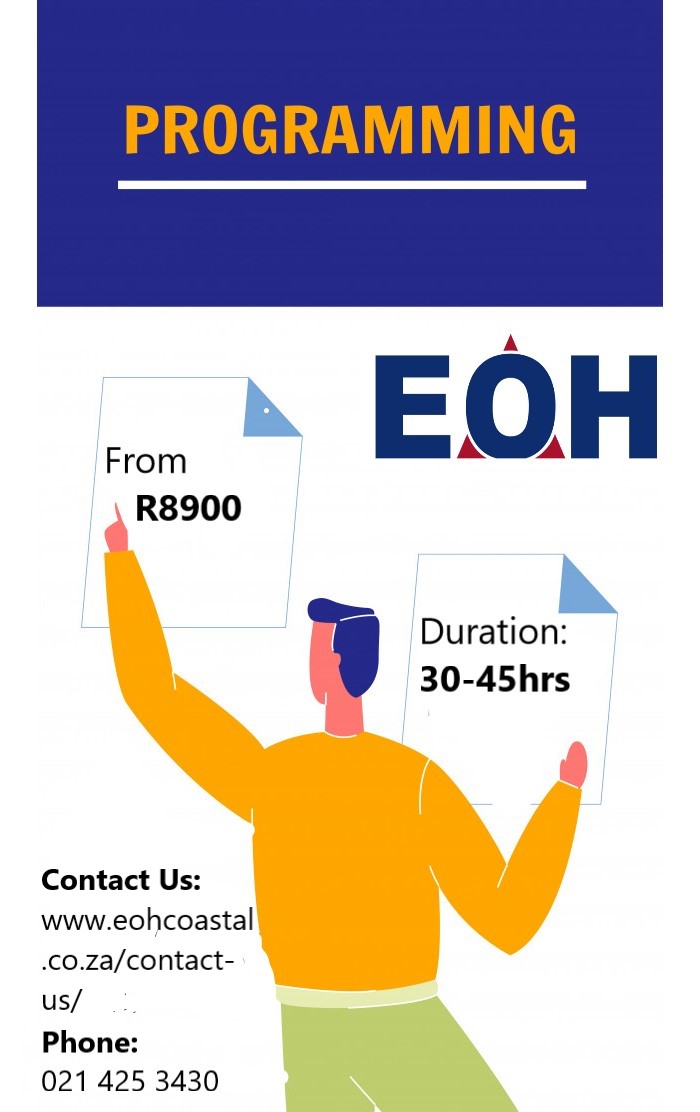 PROGRAMMING
EOH
From
R8900
Duration:
30-45hrs
Contact Us:
www.eohcoastal
.co.za/contact-
us/
Phone:
021 425 3430